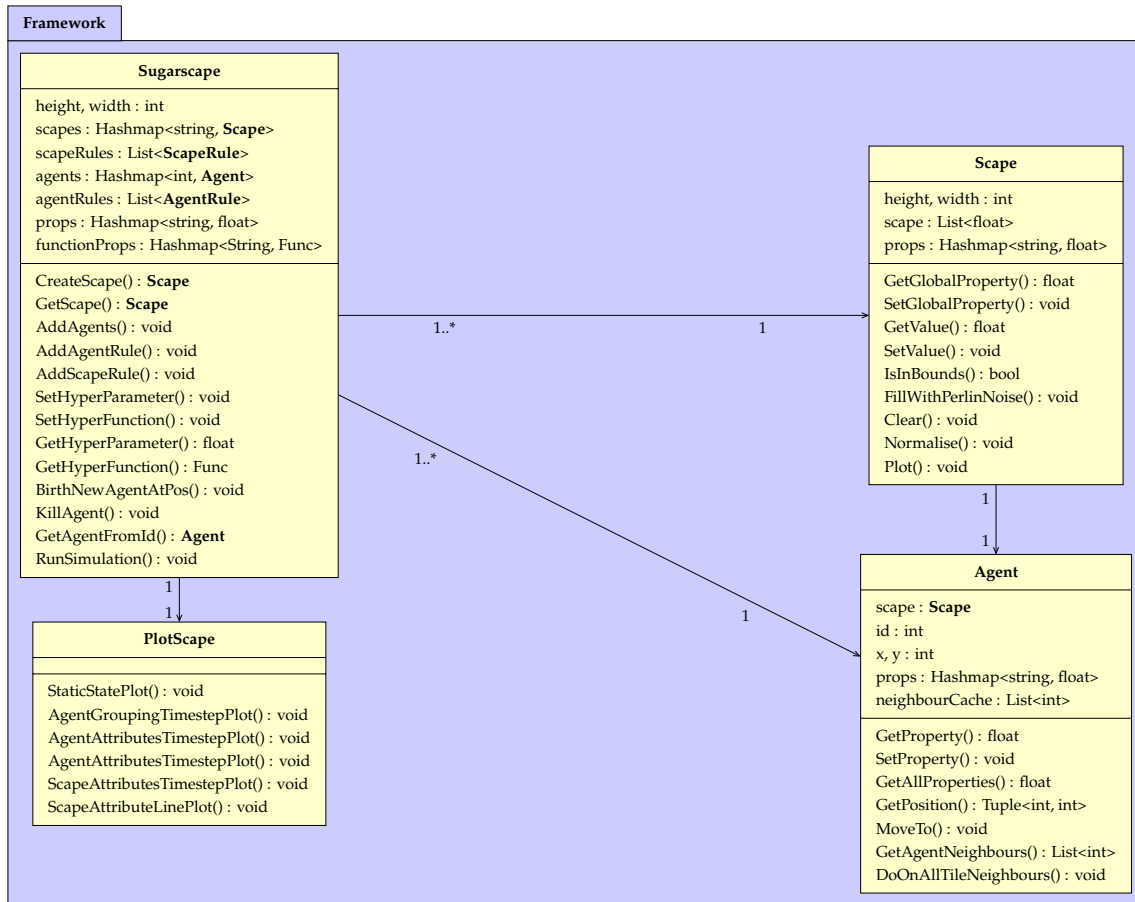 Framework
Sugarscape
height, width : int
scapes : Hashmap<string, Scape>
scapeRules : List<ScapeRule>
agents : Hashmap<int, Agent>
agentRules : List<AgentRule>
props : Hashmap<string, float>
functionProps : Hashmap<String, Func>
CreateScape() : Scape
GetScape() : Scape
AddAgents() : void
AddAgentRule() : void
AddScapeRule() : void
SetHyperParameter() : void
SetHyperFunction() : void
GetHyperParameter() : float
GetHyperFunction() : Func
BirthNewAgentAtPos() : void
KillAgent() : void
GetAgentFromId() : Agent
RunSimulation() : void
1..*
1
1..*
1
1
1
PlotScape
StaticStatePlot() : void
AgentGroupingTimestepPlot() : void
AgentAttributesTimestepPlot() : void
AgentAttributesTimestepPlot() : void
ScapeAttributesTimestepPlot() : void
ScapeAttributeLinePlot() : void
Scape
height, width : int
scape : List<float>
props : Hashmap<string, float>
GetGlobalProperty() : float
SetGlobalProperty() : void
GetValue() : float
SetValue() : void
IsInBounds() : bool
FillWithPerlinNoise() : void
Clear() : void
Normalise() : void
Plot() : void
1
1
Agent
scape : Scape
id : int
x, y : int
props : Hashmap<string, float>
neighbourCache : List<int>
GetProperty() : float
SetProperty() : void
GetAllProperties() : float
GetPosition() : Tuple<int, int>
MoveTo() : void
GetAgentNeighbours() : List<int>
DoOnAllTileNeighbours() : void